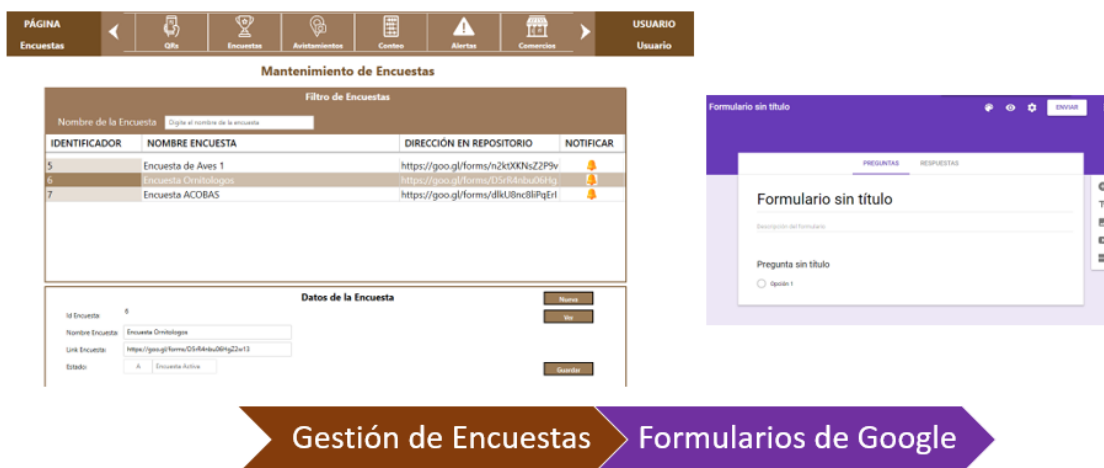 PÁGINA
Encuestas
QRs
Encuestas
Avistamientos
Conteo
Alertas
Comercios
USUARIO
Usuario
Mantenimiento de Encuestas
Filtro de Encuestas
Nombre de la Encuesta Digite el nombre de la encuesta
IDENTIFICADOR NOMBRE ENCUESTA DIRECCIÓN EN REPOSITORIO NOTIFICAR
5 Encuesta de Aves 1 https://goo.gl/forms/n2ktXKNsZ2P9v
6 Encuesta Ornitologos https://goo.gl/forms/D5rR4nbu06Hg
7 Encuesta ACOBAS https://goo.gl/forms/dlkU8nc8liPqErl
Datos de la Encuesta
Nueva
Ver
Id Encuesta: 6
Nombre Encuesta: Encuesta Ornitologos
Link Encuesta: https://goo.gl/forms/D5rR4nbu06HgZ2w13
Estado: A Encuesta Activa
Guardar
Formulario sin título
ENVIAR
PREGUNTAS RESPUESTAS
Formulario sin título
Descripción del formulario
Pregunta sin título
Opción 1
Gestión de Encuestas
Formularios de Google